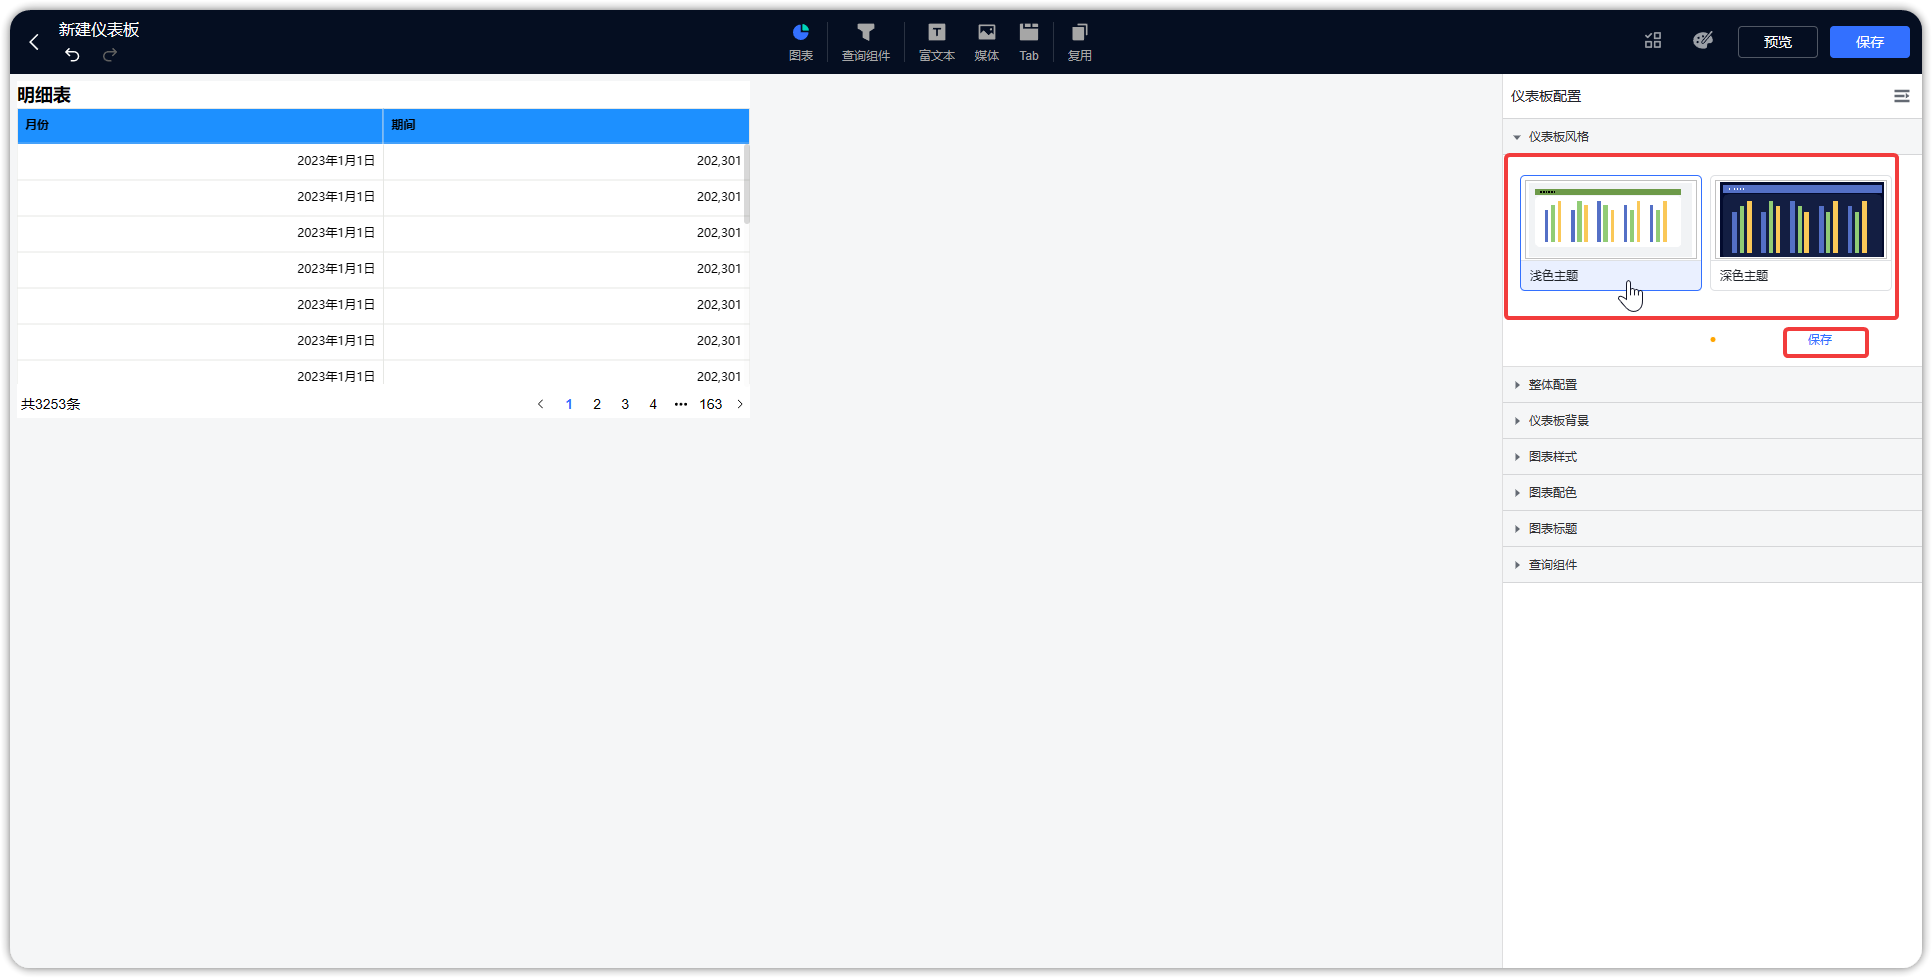 新建仪表板
图表
查询组件
富文本
媒体
Tab
复用
预览
保存
明细表
月份 期间
2023年1月1日 202,301
2023年1月1日 202,301
2023年1月1日 202,301
2023年1月1日 202,301
2023年1月1日 202,301
2023年1月1日 202,301
2023年1月1日 202,301
共3253条 1 2 3 4 ••• 163
仪表板配置
仪表板风格
浅色主题
深色主题
保存
整体配置
仪表板背景
图表样式
图表配色
图表标题
查询组件